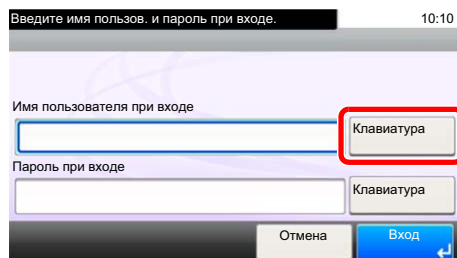 Введите имя пользов. и пароль при входе. 10:10
Имя пользователя при входе
Клавиатура
Пароль при входе
Клавиатура
Отмена Вход